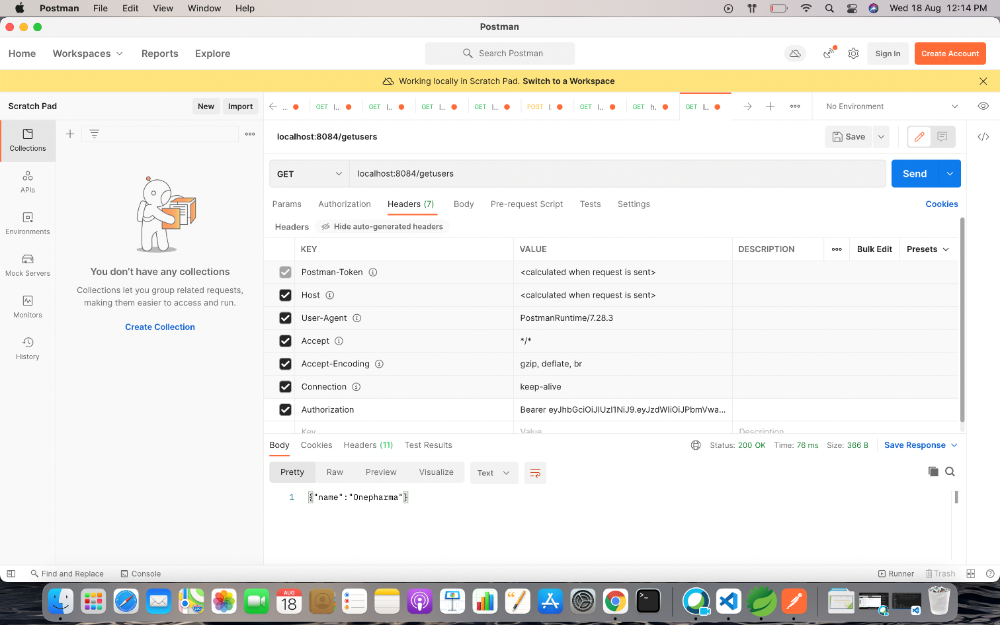 Postman File Edit View Window Help Wed 18 Aug 12:14 PM
Postman
Home Workspaces Reports Explore Search Postman Sign In Create Account
Working locally in Scratch Pad. Switch to a Workspace
Scratch Pad New Import
... GET l.. GET l.. GET l.. GET l.. POST l GET l.. GET h. GET l.. No Environment
Collections
APIs
Environments
Mock Servers
Monitors
History
You don't have any collections
Collections let you group related requests,
making them easier to access and run.
Create Collection
localhost:8084/getusers Save
GET localhost:8084/getusers Send
Params Authorization Headers (7) Body Pre-request Script Tests Settings Cookies
Headers Hide auto-generated headers
KEY VALUE DESCRIPTION Bulk Edit Presets
Postman-Token <calculated when request is sent>
Host <calculated when request is sent>
User-Agent PostmanRuntime/7.28.3
Accept */*
Accept-Encoding gzip, deflate, br
Connection keep-alive
Authorization Bearer eyJhbGciOiJIUzI1NiJ9.eyJzdWIiOiJPbmVwa...
Key Value Description
Body Cookies Headers (11) Test Results Status: 200 OK Time: 76 ms Size: 366 B Save Response
Pretty Raw Preview Visualize Text
1 {"name":"Onepharma"}
Find and Replace Console Runner Trash
AUG
18